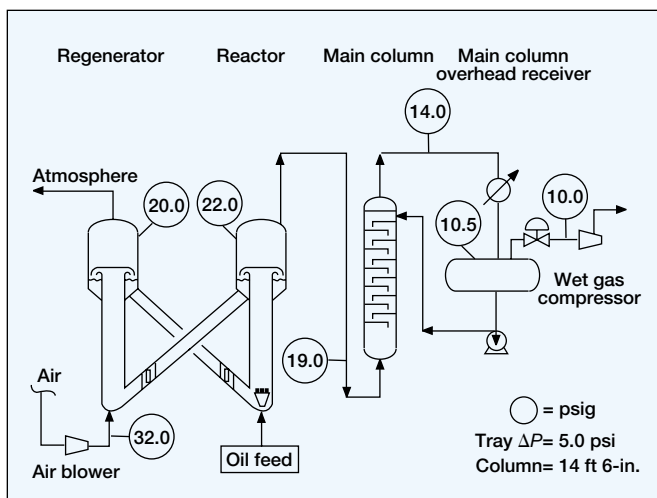 Regenerator Reactor Main column Main column
overhead receiver
14.0
Atmosphere
20.0 22.0 10.0
10.5
Wet gas
compressor
19.0
Air
32.0
Air blower
Oil feed
= psig
Tray ΔP= 5.0 psi
Column= 14 ft 6-in.